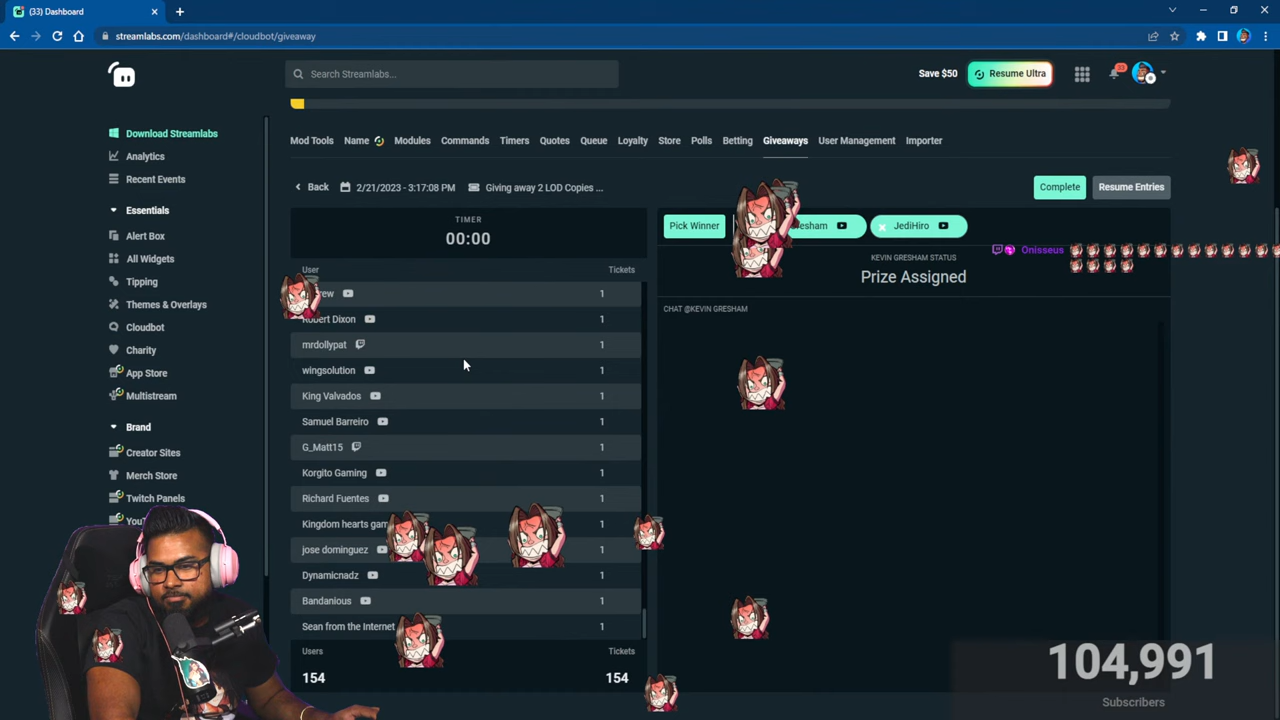 (33) Dashboard
streamlabs.com/dashboard#/cloudbot/giveaway
Search Streamlabs...
Save $50
Resume Ultra
Download Streamlabs
Analytics
Recent Events
Essentials
Alert Box
All Widgets
Tipping
Themes & Overlays
Cloudbot
Charity
App Store
Multistream
Brand
Creator Sites
Merch Store
Twitch Panels
Mod Tools Name Modules Commands Timers Quotes Queue Loyalty Store Polls Betting Giveaways User Management Importer
Back 2/21/2023 - 3:17:08 PM Giving away 2 LOD Copies ...
Complete Resume Entries
TIMER
00:00
User Tickets
1
Robert Dixon 1
mrdollypat 1
wingsolution 1
King Valvados 1
Samuel Barreiro 1
G_Matt15 1
Korgito Gaming 1
Richard Fuentes 1
Kingdom hearts gam 1
jose dominguez 1
Dynamicnadz 1
Bandanious 1
Sean from the Internet 1
Users Tickets
154 154
Pick Winner
JediHiro
KEVIN GRESHAM STATUS
Prize Assigned
CHAT @KEVIN GRESHAM
Onisseus
104,991
Subscribers